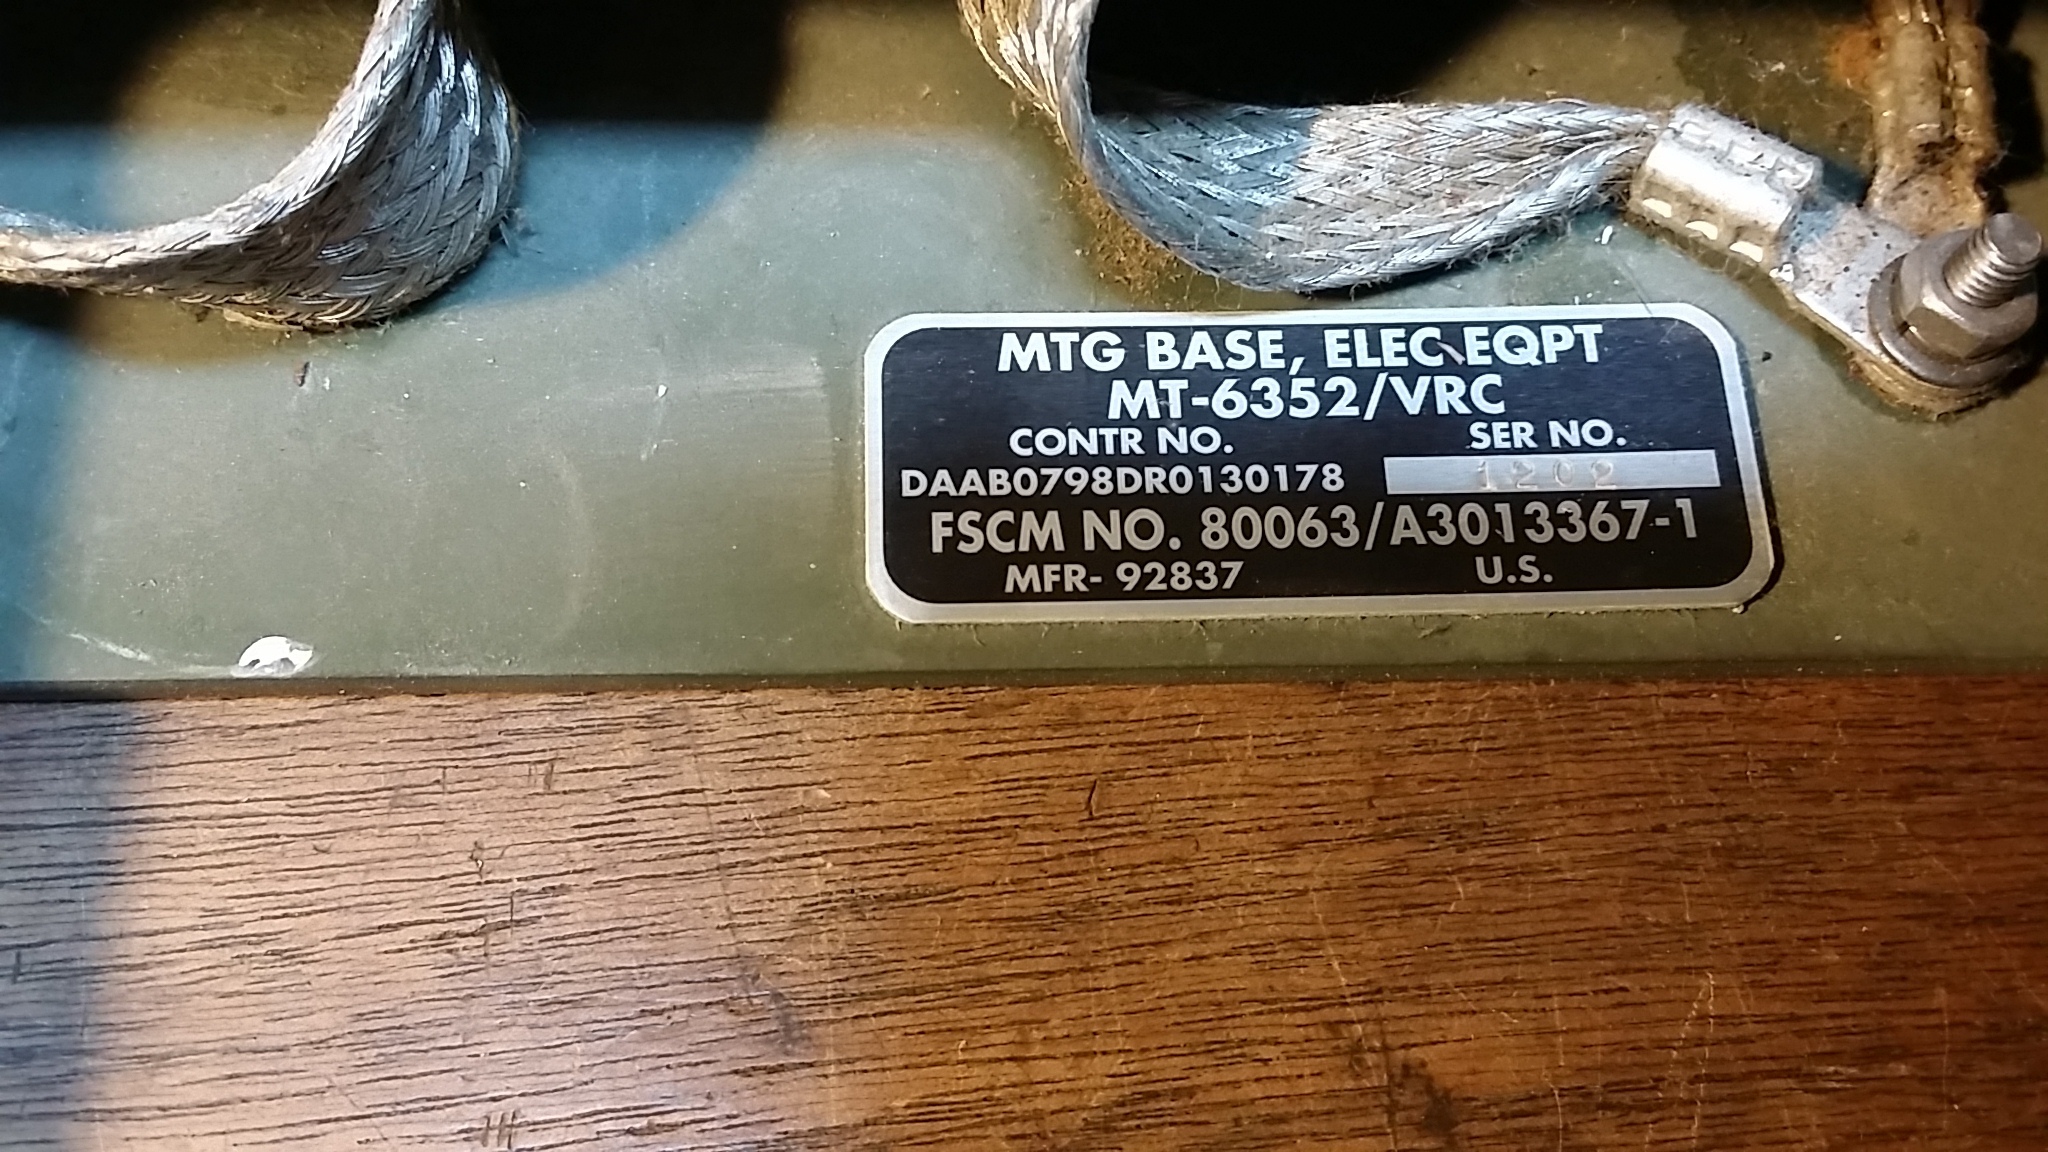 MTG BASE, ELEC EQPT
MT-6352/VRC
CONTR NO. SER NO.
DAAB0798DR0130178 1202
FSCM NO. 80063/A3013367-1
MFR- 92837 U.S.